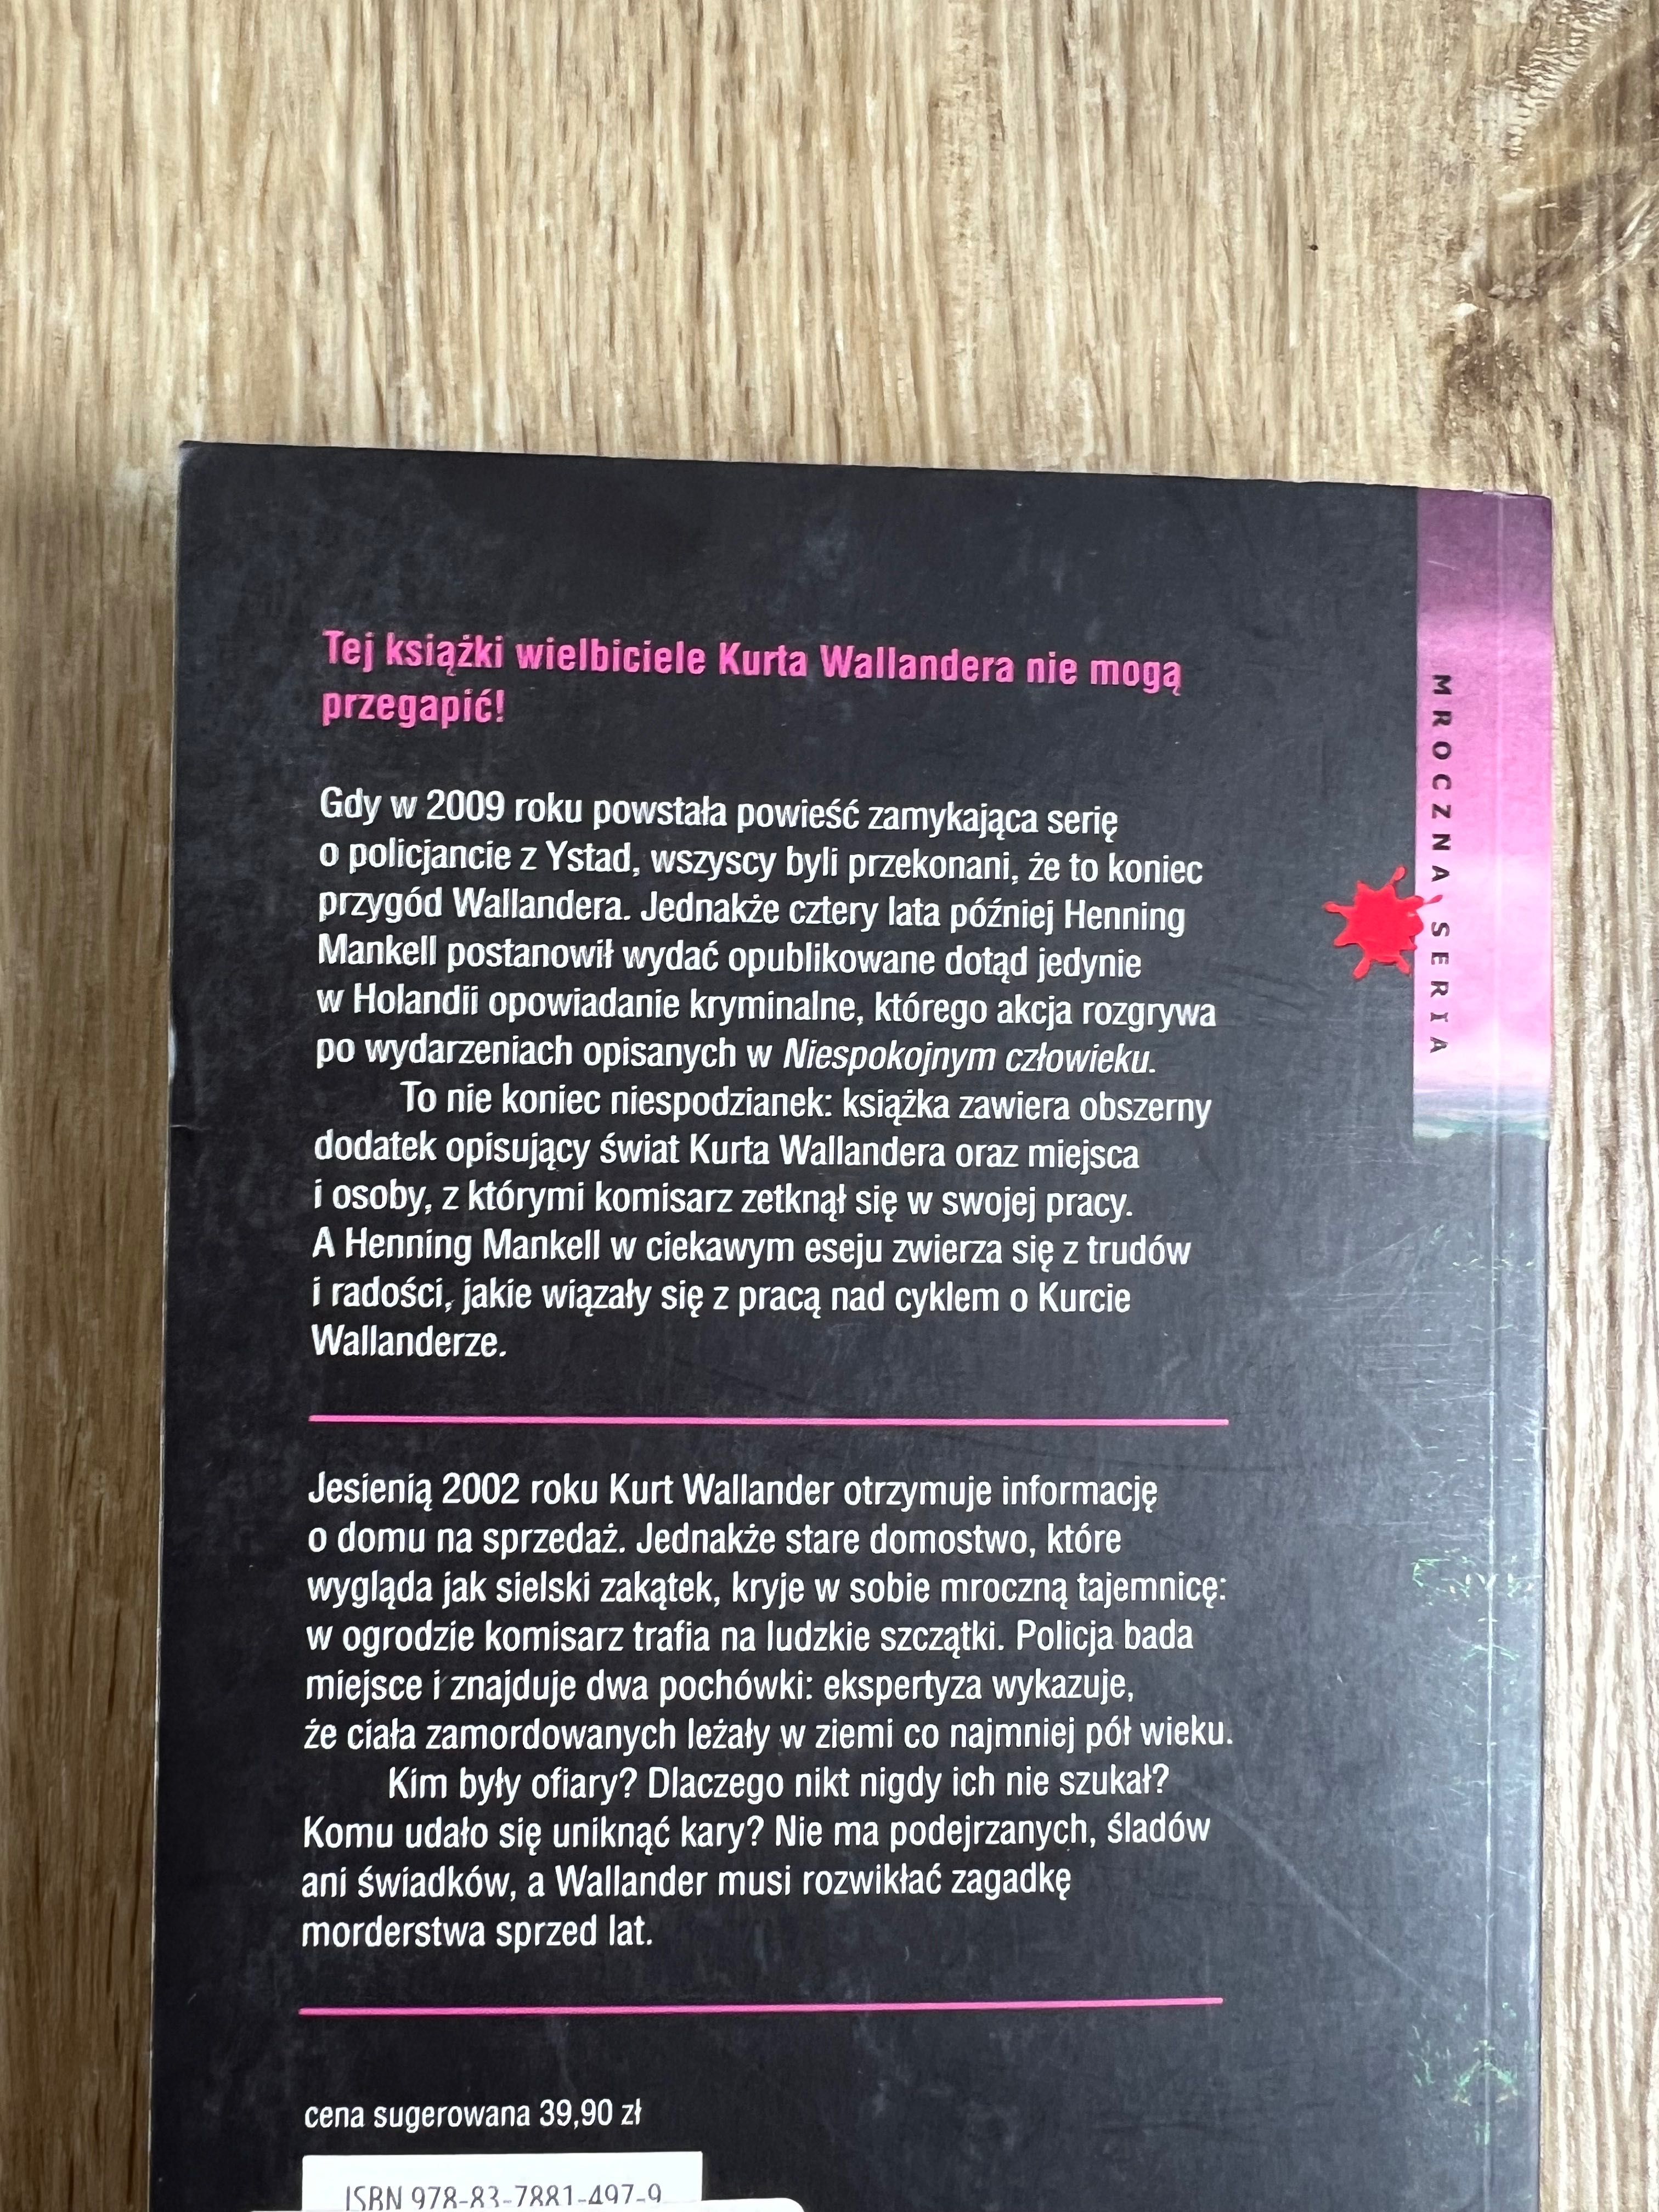 Tej książki wielbiciele Kurta Wallandera nie mogą
przegapić!
Gdy w 2009 roku powstała powieść zamykająca serię
o policjancie z Ystad, wszyscy byli przekonani, że to koniec
przygód Wallandera. Jednakże cztery lata później Henning
Mankell postanowił wydać opublikowane dotąd jedynie
w Holandii opowiadanie kryminalne, którego akcja rozgrywa
po wydarzeniach opisanych w Niespokojnym człowieku.
To nie koniec niespodzianek: książka zawiera obszerny
dodatek opisujący świat Kurta Wallandera oraz miejsca
i osoby, z którymi komisarz zetknął się w swojej pracy.
A Henning Mankell w ciekawym eseju zwierza się z trudów
i radości, jakie wiązały się z pracą nad cyklem o Kurcie
Wallanderze.
Jesienią 2002 roku Kurt Wallander otrzymuje informację
o domu na sprzedaż. Jednakże stare domostwo, które
wygląda jak sielski zakątek, kryje w sobie mroczną tajemnicę:
w ogrodzie komisarz trafia na ludzkie szczątki. Policja bada
miejsce i znajduje dwa pochówki: ekspertyza wykazuje,
że ciała zamordowanych leżały w ziemi co najmniej pół wieku.
Kim były ofiary? Dlaczego nikt nigdy ich nie szukał?
Komu udało się uniknąć kary? Nie ma podejrzanych, śladów
ani świadków, a Wallander musi rozwikłać zagadkę
morderstwa sprzed lat.
cena sugerowana 39,90 zł
ISBN 978-83-7881-497-9
MROCZNA SERIA